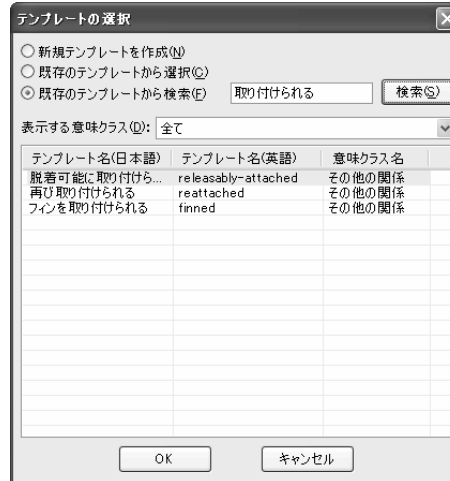 テンプレートの選択
新規テンプレートを作成(N)
既存のテンプレートから選択(C)
既存のテンプレートから検索(F) 取り付けられる 検索(S)
表示する意味クラス(D): 全て
テンプレート名(日本語) テンプレート名(英語) 意味クラス名
脱着可能に取り付けら... releasably-attached その他の関係
再び取り付けられる reattached その他の関係
フィンを取り付けられる finned その他の関係
OK キャンセル